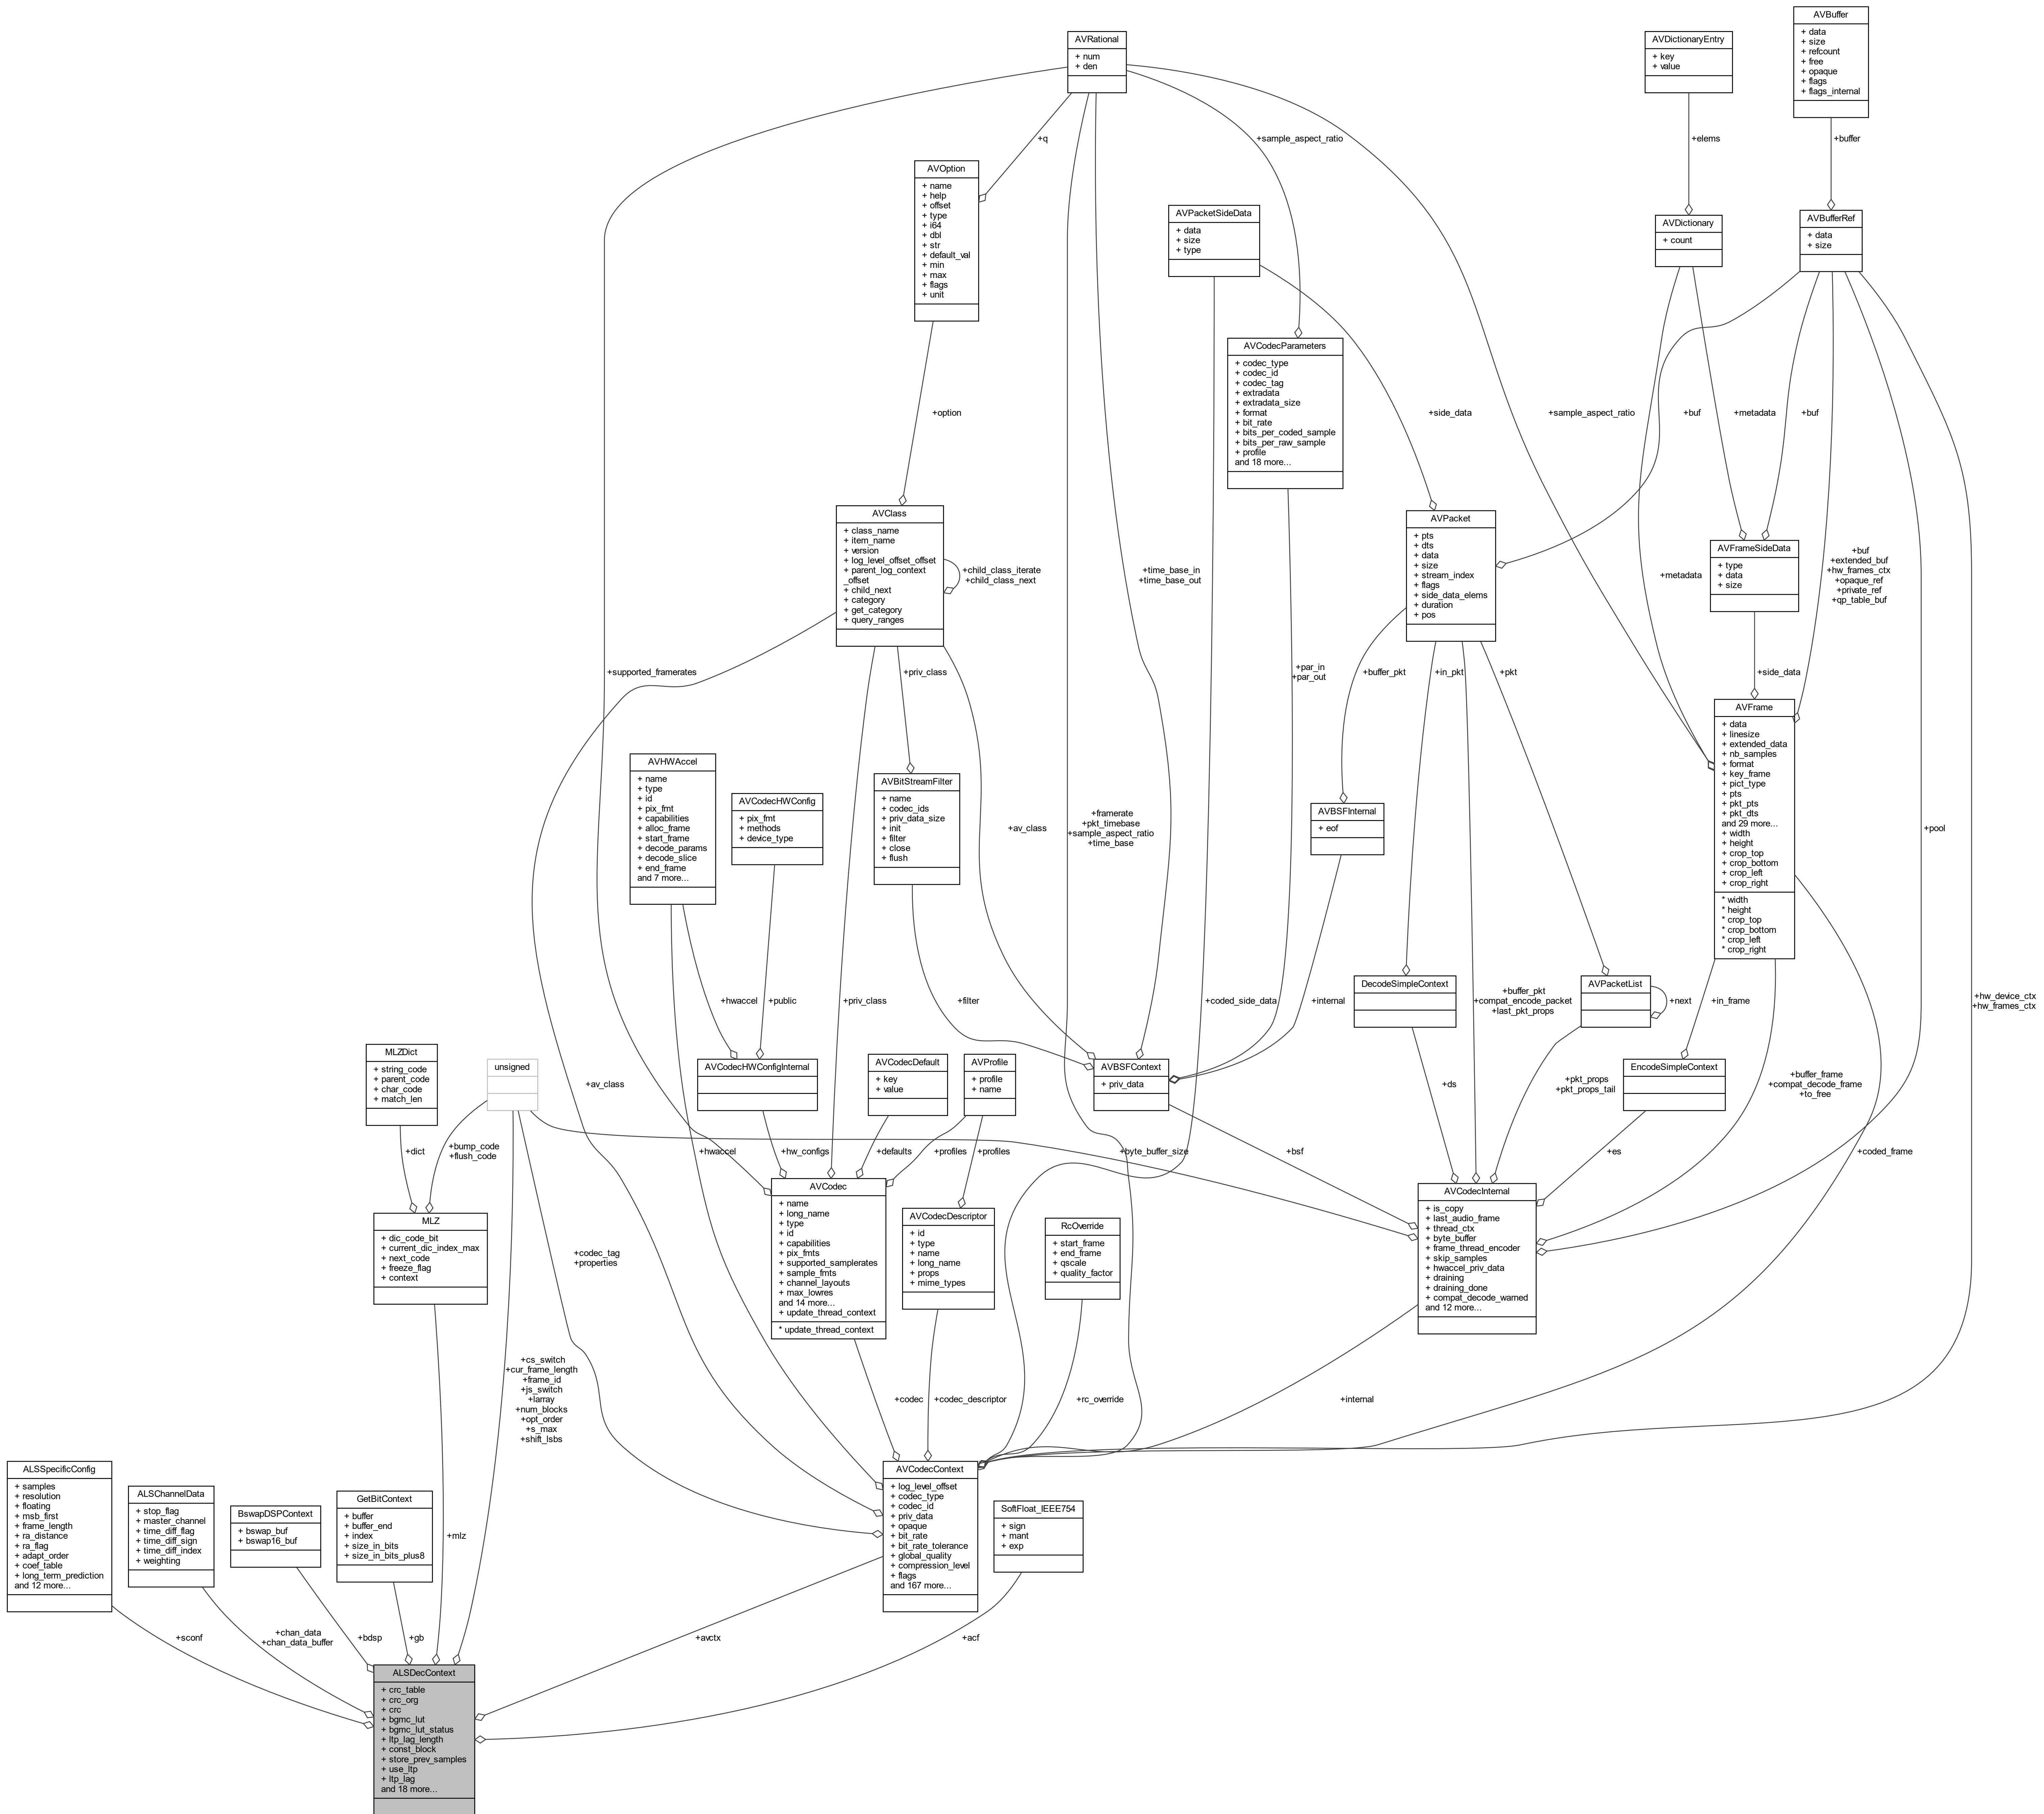 AVBuffer
+ data
+ size
+ refcount
+ free
+ opaque
+ flags
+ flags_internal
AVRational
+ num
+ den
AVDictionaryEntry
+ key
+ value
+q
+sample_aspect_ratio
+elems
+buffer
AVOption
+ name
+ help
+ offset
+ type
+ i64
+ dbl
+ str
+ default_val
+ min
+ max
+ flags
+ unit
AVPacketSideData
+ data
+ size
+ type
AVDictionary
+ count
AVBufferRef
+ data
+ size
AVCodecParameters
+ codec_type
+ codec_id
+ codec_tag
+ extradata
+ extradata_size
+ format
+ bit_rate
+ bits_per_coded_sample
+ bits_per_raw_sample
+ profile
and 18 more...
+option
+side_data
+sample_aspect_ratio
+buf
+metadata
+buf
AVClass
+ class_name
+ item_name
+ version
+ log_level_offset_offset
+ parent_log_context
_offset
+ child_next
+ category
+ get_category
+ query_ranges
+child_class_iterate
+child_class_next
+time_base_in
+time_base_out
AVPacket
+ pts
+ dts
+ data
+ size
+ stream_index
+ flags
+ side_data_elems
+ duration
+ pos
+metadata
AVFrameSideData
+ type
+ data
+ size
+buf
+extended_buf
+hw_frames_ctx
+opaque_ref
+private_ref
+qp_table_buf
+supported_framerates
+priv_class
+par_in
+par_out
+buffer_pkt
+in_pkt
+pkt
+side_data
AVFrame
+ data
+ linesize
+ extended_data
+ nb_samples
+ format
+ key_frame
+ pict_type
+ pts
+ pkt_pts
+ pkt_dts
and 29 more...
+ width
+ height
+ crop_top
+ crop_bottom
+ crop_left
+ crop_right
* width
* height
* crop_top
* crop_bottom
* crop_left
* crop_right
AVHWAccel
+ name
+ type
+ id
+ pix_fmt
+ capabilities
+ alloc_frame
+ start_frame
+ decode_params
+ decode_slice
+ end_frame
and 7 more...
AVCodecHWConfig
+ pix_fmt
+ methods
+ device_type
AVBitStreamFilter
+ name
+ codec_ids
+ priv_data_size
+ init
+ filter
+ close
+ flush
+av_class
+framerate
+pkt_timebase
+sample_aspect_ratio
+time_base
AVBSFInternal
+ eof
+pool
+hwaccel
+public
+priv_class
+filter
+coded_side_data
+internal
DecodeSimpleContext
+buffer_pkt
+compat_encode_packet
+last_pkt_props
AVPacketList
+next
+in_frame
+hw_device_ctx
+hw_frames_ctx
MLZDict
+ string_code
+ parent_code
+ char_code
+ match_len
unsigned
+av_class
AVCodecHWConfigInternal
AVCodecDefault
+ key
+ value
AVProfile
+ profile
+ name
AVBSFContext
+ priv_data
+ds
+pkt_props
+pkt_props_tail
EncodeSimpleContext
+buffer_frame
+compat_decode_frame
+to_free
+dict
+bump_code
+flush_code
+hwaccel
+hw_configs
+defaults
+profiles
+profiles
+byte_buffer_size
+bsf
+es
+coded_frame
MLZ
+ dic_code_bit
+ current_dic_index_max
+ next_code
+ freeze_flag
+ context
+codec_tag
+properties
AVCodec
+ name
+ long_name
+ type
+ id
+ capabilities
+ pix_fmts
+ supported_samplerates
+ sample_fmts
+ channel_layouts
+ max_lowres
and 14 more...
+ update_thread_context
* update_thread_context
AVCodecDescriptor
+ id
+ type
+ name
+ long_name
+ props
+ mime_types
RcOverride
+ start_frame
+ end_frame
+ qscale
+ quality_factor
AVCodecInternal
+ is_copy
+ last_audio_frame
+ thread_ctx
+ byte_buffer
+ frame_thread_encoder
+ skip_samples
+ hwaccel_priv_data
+ draining
+ draining_done
+ compat_decode_warned
and 12 more...
+cs_switch
+cur_frame_length
+frame_id
+js_switch
+larray
+num_blocks
+opt_order
+s_max
+shift_lsbs
+codec
+codec_descriptor
+rc_override
+internal
ALSSpecificConfig
+ samples
+ resolution
+ floating
+ msb_first
+ frame_length
+ ra_distance
+ ra_flag
+ adapt_order
+ coef_table
+ long_term_prediction
and 12 more...
ALSChannelData
+ stop_flag
+ master_channel
+ time_diff_flag
+ time_diff_sign
+ time_diff_index
+ weighting
BswapDSPContext
+ bswap_buf
+ bswap16_buf
GetBitContext
+ buffer
+ buffer_end
+ index
+ size_in_bits
+ size_in_bits_plus8
+mlz
AVCodecContext
+ log_level_offset
+ codec_type
+ codec_id
+ priv_data
+ opaque
+ bit_rate
+ bit_rate_tolerance
+ global_quality
+ compression_level
+ flags
and 167 more...
SoftFloat_IEEE754
+ sign
+ mant
+ exp
+sconf
+chan_data
+chan_data_buffer
+bdsp
+gb
+avctx
+acf
ALSDecContext
+ crc_table
+ crc_org
+ crc
+ bgmc_lut
+ bgmc_lut_status
+ ltp_lag_length
+ const_block
+ store_prev_samples
+ use_ltp
+ ltp_lag
and 18 more...